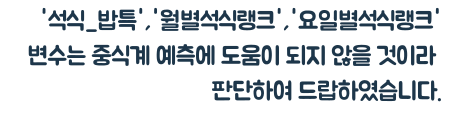 '석식_밥특','월별석식랭크','요일별석식랭크'
변수는 중식계 예측에 도움이 되지 않을 것이라
판단하여 드랍하였습니다.